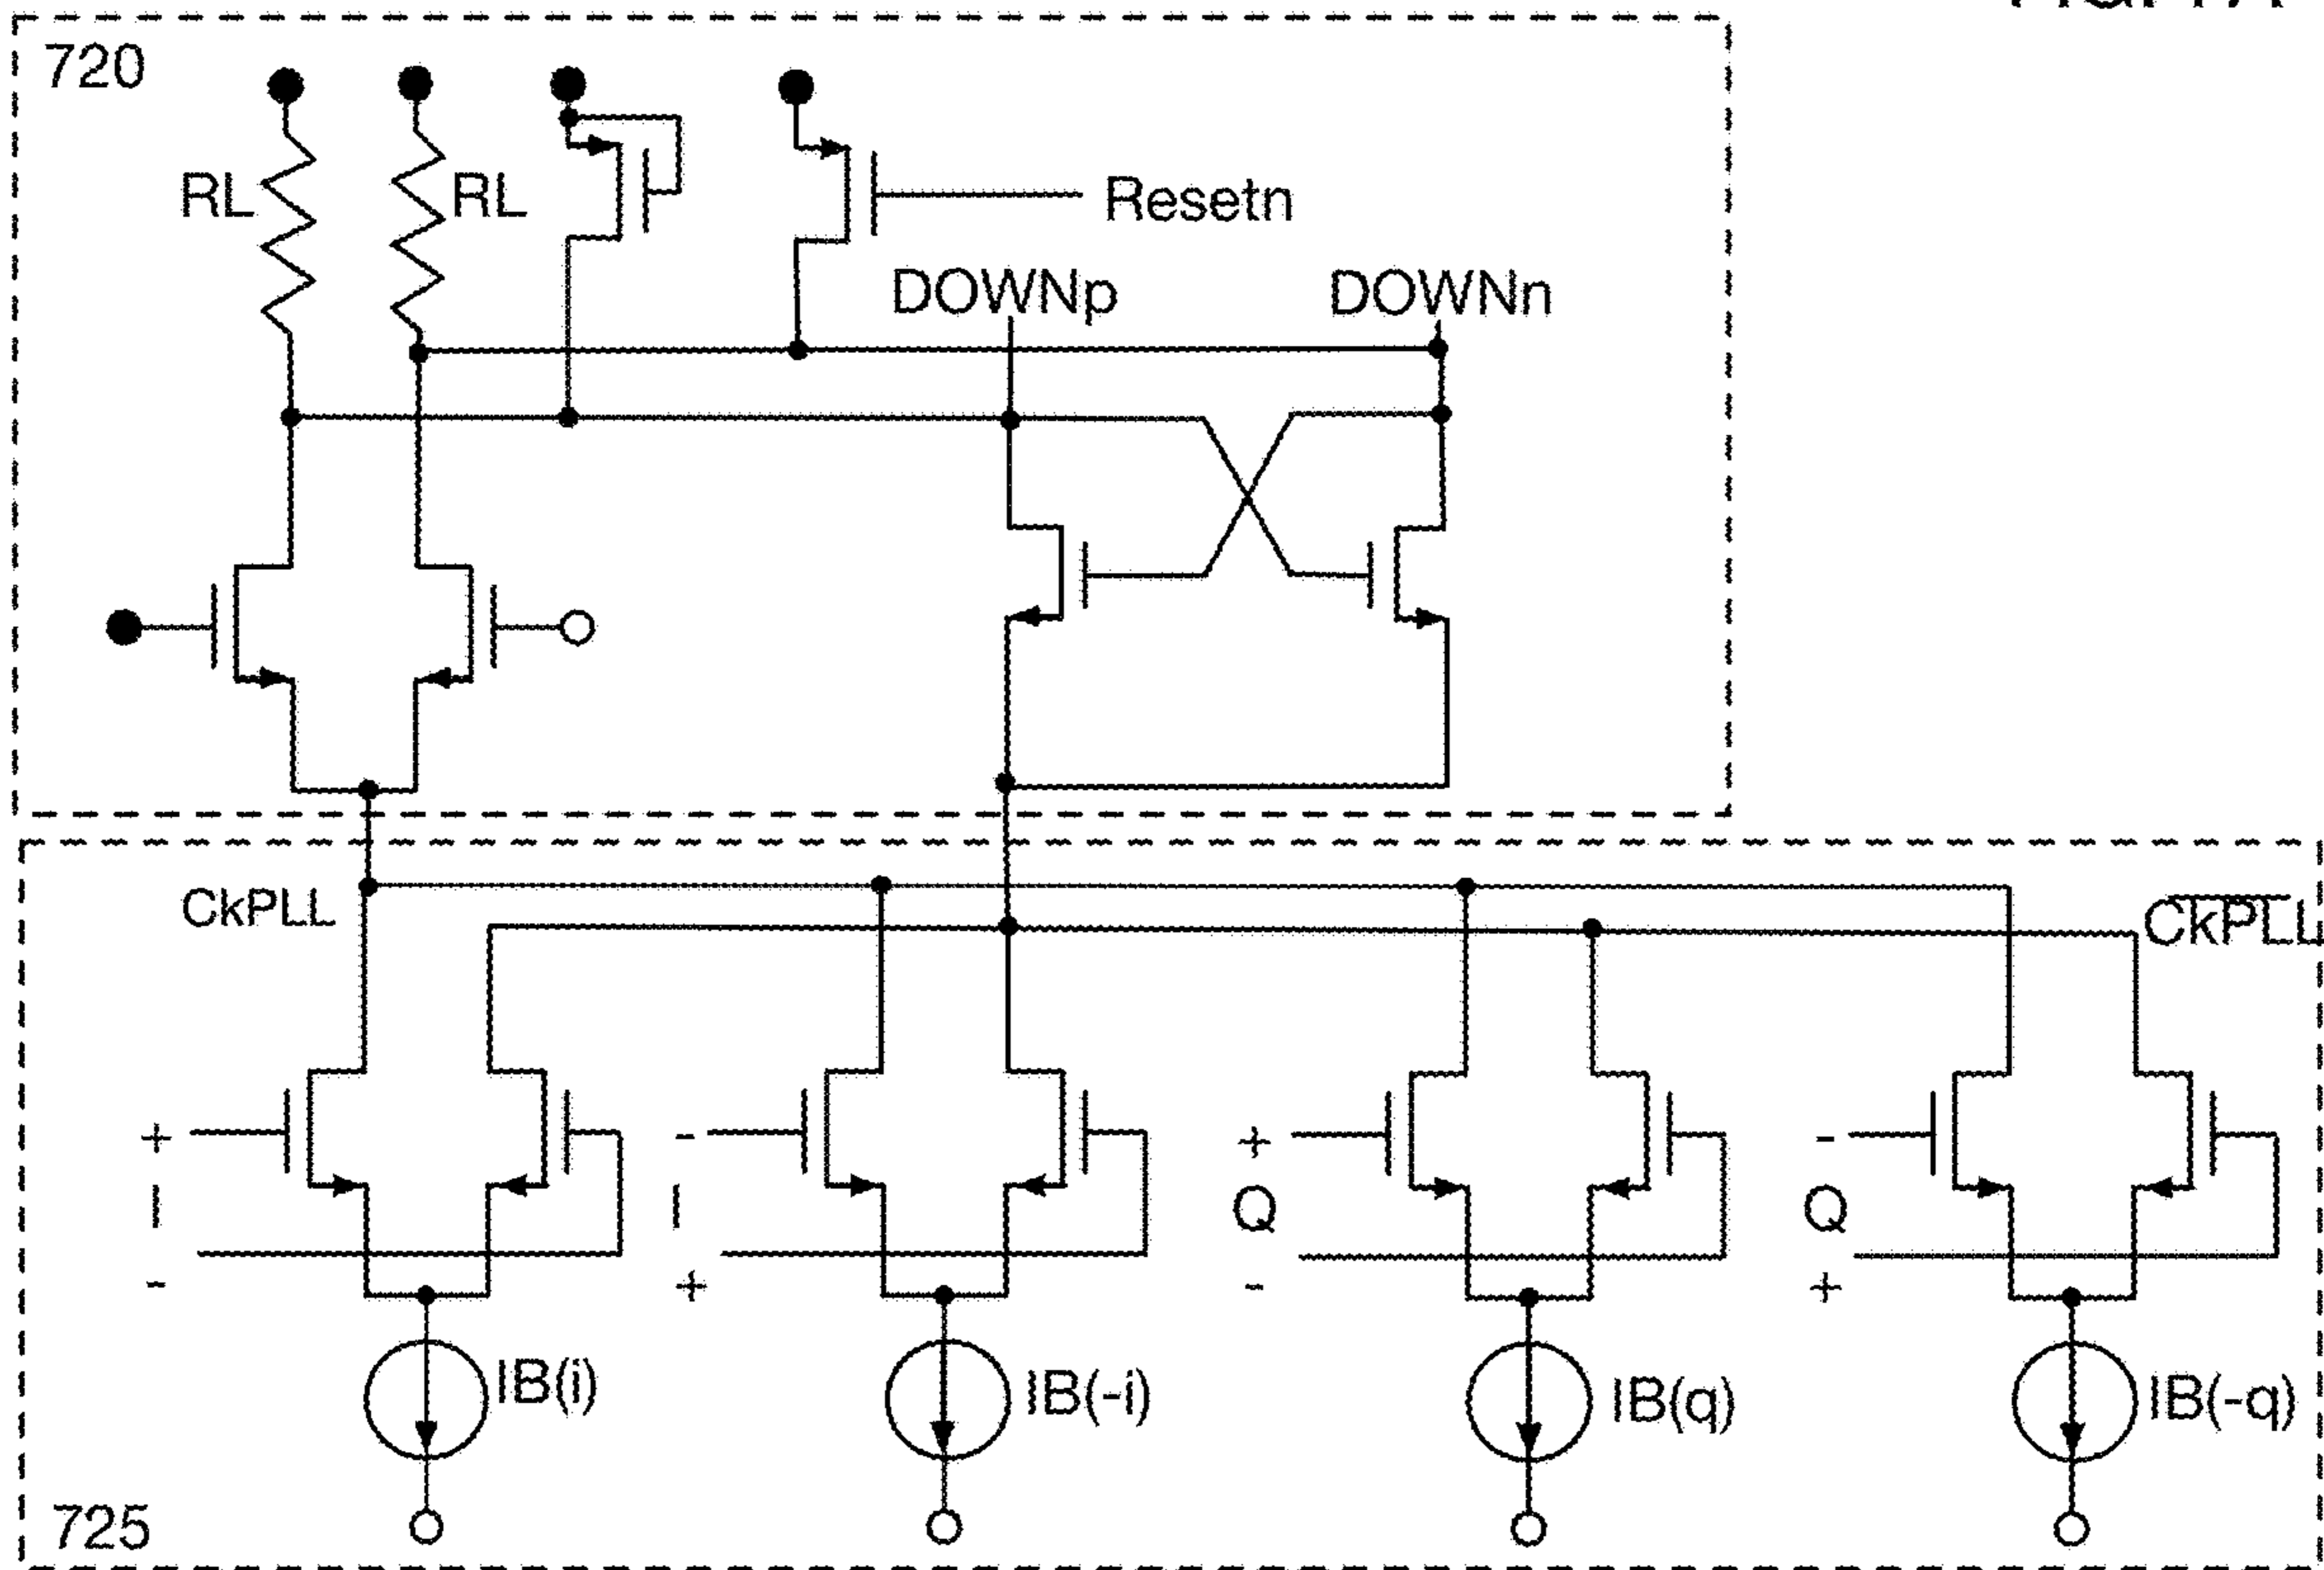 720
RL
RL
Resetn
DOWNp
DOWNn
CkPLL
CkPLL
+
I
-
-
I
+
+
Q
-
-
Q
+
IB(i)
IB(-i)
IB(q)
IB(-q)
725